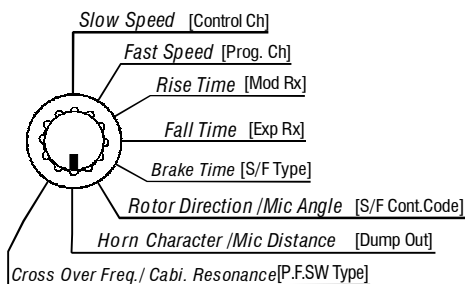 Slow Speed [Control Ch]
Fast Speed [Prog. Ch]
Rise Time [Mod Rx]
Fall Time [Exp Rx]
Brake Time [S/F Type]
Rotor Direction /Mic Angle [S/F Cont.Code]
Horn Character /Mic Distance [Dump Out]
Cross Over Freq./ Cabi. Resonance[P.F.SW Type]